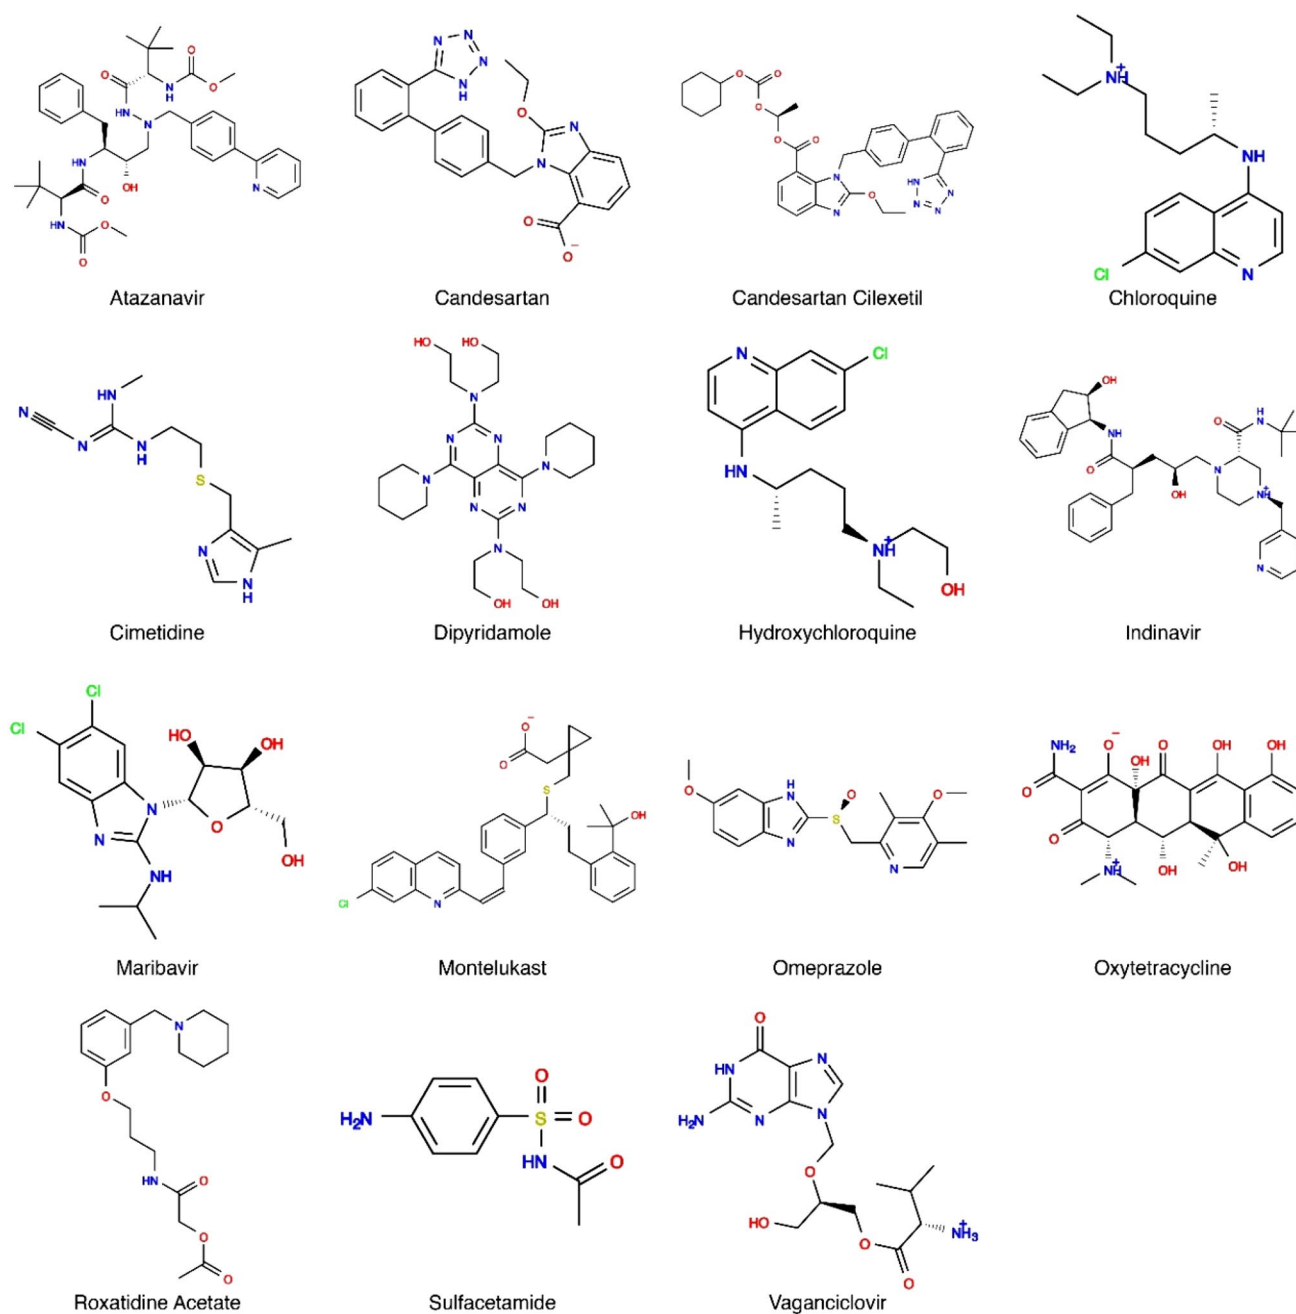 Atazanavir
Candesartan
Candesartan Cilexetil
Chloroquine
Cimetidine
Dipyridamole
Hydroxychloroquine
Indinavir
Maribavir
Montelukast
Omeprazole
Oxytetracycline
Roxatidine Acetate
Sulfacetamide
Vaganciclovir